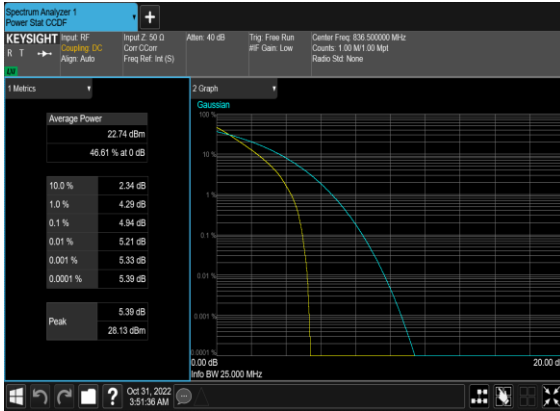 Spectrum Analyzer 1
Power Stat CCDF
+
KEYSIGHT
R T
Input: RF
Coupling: DC
Align: Auto
Input Z: 50 Ω
Corr CCorr
Freq Ref: Int (S)
Atten: 40 dB
Trig: Free Run
#IF Gain: Low
Center Freq: 836.500000 MHz
Counts: 1.00 M/1.00 Mpt
Radio Std: None
1 Metrics
Average Power
22.74 dBm
46.61 % at 0 dB
10.0 % 2.34 dB
1.0 % 4.29 dB
0.1 % 4.94 dB
0.01 % 5.21 dB
0.001 % 5.33 dB
0.0001 % 5.39 dB
Peak
5.39 dB
28.13 dBm
2 Graph
Gaussian
100 %
10 %
1 %
0.1 %
0.01 %
0.001 %
0.0001 %
0.00 dB
20.00 d
Info BW 25.000 MHz
?
Oct 31, 2022
3:51:36 AM